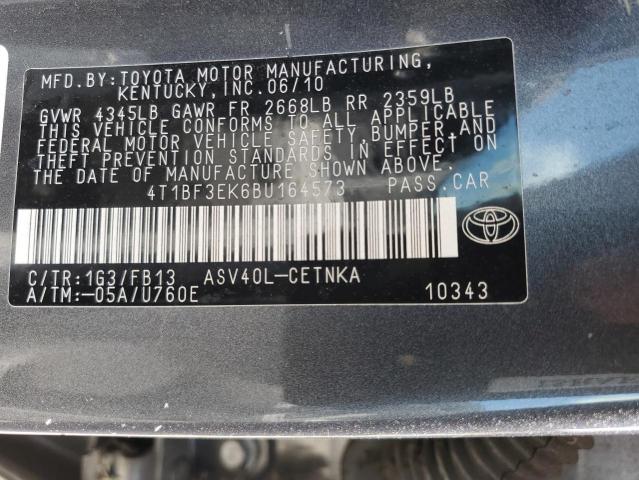 MFD.BY:TOYOTA MOTOR MANUFACTURING,
KENTUCKY,INC.06/10
GVWR 4345LB GAWR FR 2668LB RR 2359LB
THIS VEHICLE CONFORMS TO ALL APPLICABLE
FEDERAL MOTOR VEHICLE SAFETY, BUMPER, AND
THEFT PREVENTION STANDARDS IN EFFECT ON
THE DATE OF MANUFACTURE SHOWN ABOVE.
4T1BF3EK6BU164573 PASS.CAR
C/TR:1G3/FB13 ASV40L-CETNKA
A/TM:-05A/U760E 10343